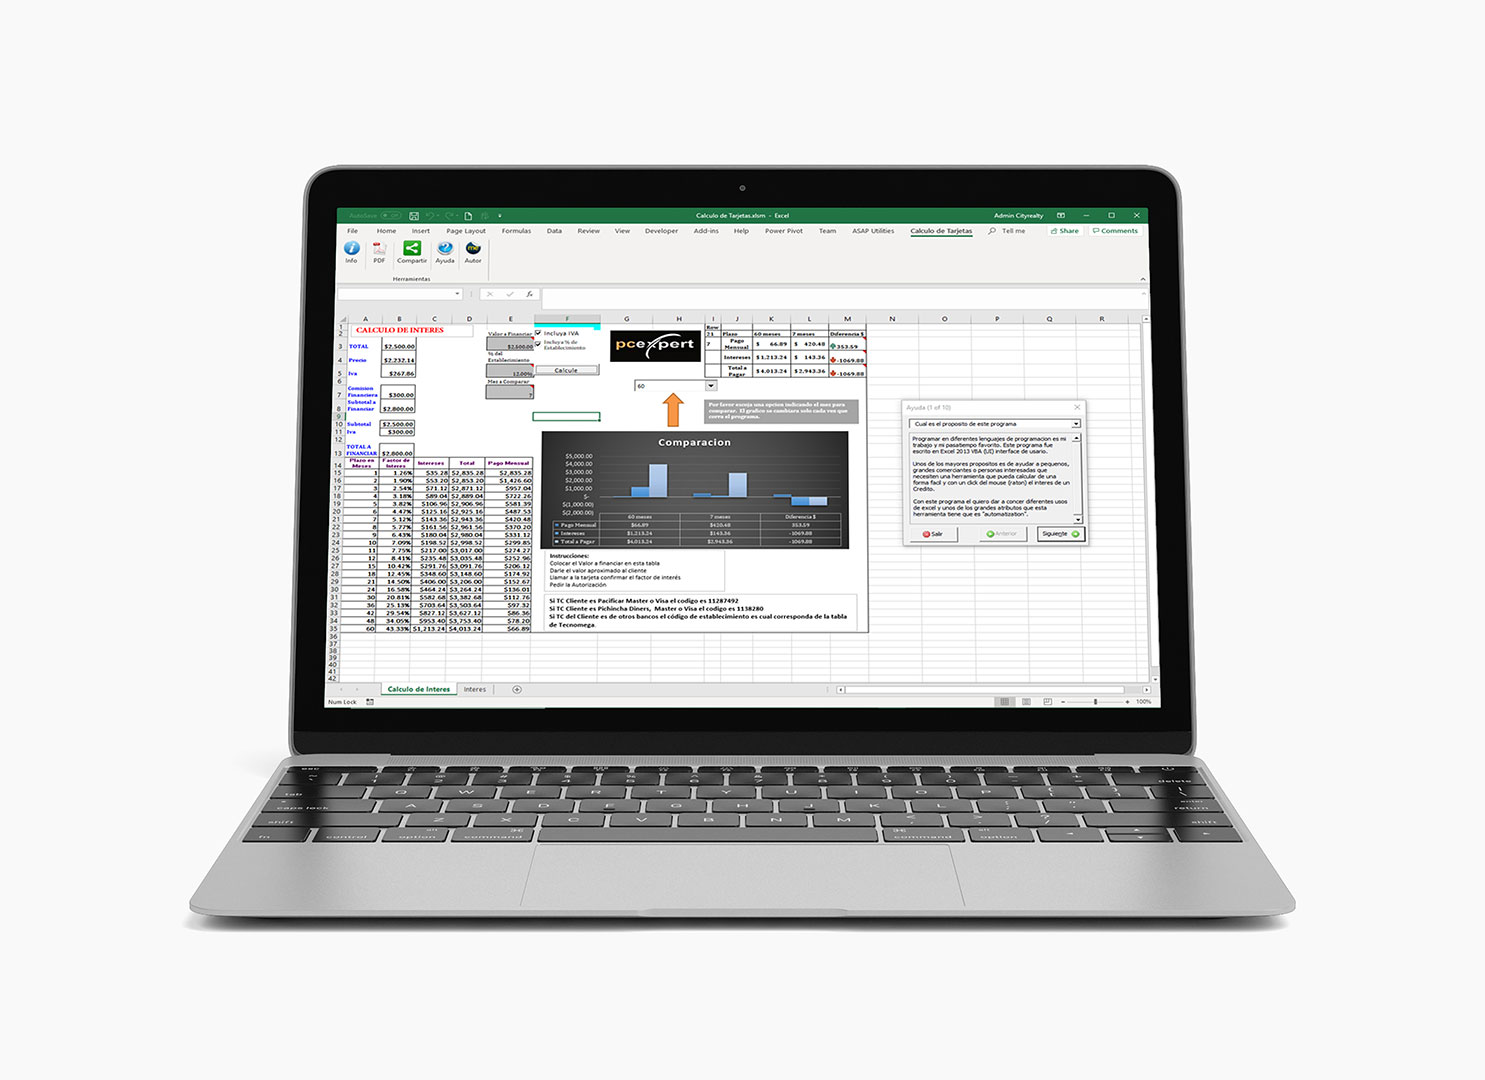 AutoSave
Calculo de Tarjetas.xlsm - Excel
Admin Cityrealty
File Home Insert Page Layout Formulas Data Review View Developer Add-ins Help Power Pivot Team ASAP Utilities Calculo de Tarjetas Tell me Share Comments
Info PDF Compartir Ayuda Autor
Herramientas
fx
A B C D E F G H I J K L M N O P Q R
CALCULO DE INTERES
TOTAL $2,500.00
Precio $2,232.14
Iva $267.86
Comision
Financiera $300.00
Subtotal a
Financiar $2,800.00
Subtotal $2,500.00
Iva $300.00
TOTAL A
FINANCIAR $2,800.00
Valor a Financiar
$2,500.00
% del
Establecimiento
12.00%
Mes a Comparar
7
Incluya IVA
Incluya % de
Establecimiento
Calcule
pcexpert
60
Row
21 Plazo 60 meses 7 meses Diferencia $
7 Pago Mensual $ 66.89 $ 420.48 353.59
Intereses $1,213.24 $ 143.36 -1069.88
Total a Pagar $4,013.24 $2,943.36 -1069.88
Por favor escoja una opcion indicando el mes para
comparar. El grafico se cambiara solo cada ves que
corra el programa.
Plazo en Meses Factor de Interes Intereses Total Pago Mensual
1 1.26% $35.28 $2,835.28 $2,835.28
2 1.90% $53.20 $2,853.20 $1,426.60
3 2.54% $71.12 $2,871.12 $957.04
4 3.18% $89.04 $2,889.04 $722.26
5 3.82% $106.96 $2,906.96 $581.39
6 4.47% $125.16 $2,925.16 $487.53
7 5.12% $143.36 $2,943.36 $420.48
8 5.77% $161.56 $2,961.56 $370.20
9 6.43% $180.04 $2,980.04 $331.12
10 7.09% $198.52 $2,998.52 $299.85
11 7.75% $217.00 $3,017.00 $274.27
12 8.41% $235.48 $3,035.48 $252.96
15 10.42% $291.76 $3,091.76 $206.12
18 12.45% $348.60 $3,148.60 $174.92
21 14.50% $406.00 $3,206.00 $152.67
24 16.58% $464.24 $3,264.24 $136.01
30 20.81% $582.68 $3,382.68 $112.76
36 25.13% $703.64 $3,503.64 $97.32
42 29.54% $827.12 $3,627.12 $86.36
48 34.05% $953.40 $3,753.40 $78.20
60 43.33% $1,213.24 $4,013.24 $66.89
Comparacion
$5,000.00
$4,000.00
$3,000.00
$2,000.00
$1,000.00
$-
$(1,000.00)
$(2,000.00)
60 meses 7 meses Diferencia $
Pago Mensual $66.89 $420.48 353.59
Intereses $1,213.24 $143.36 -1069.88
Total a Pagar $4,013.24 $2,943.36 -1069.88
Instrucciones:
Colocar el Valor a financiar en esta tabla
Darle el valor aproximado al cliente
Llamar a la tarjeta confirmar el factor de interés
Pedir la Autorización
Si TC Cliente es Pacificar Master o Visa el codigo es 11287492
Si TC Cliente es Pichincha Diners, Master o Visa el codigo es 1138280
Si TC del Cliente es de otros bancos el código de establecimiento es cual corresponda de la tabla
de Tecnomega
Ayuda (1 of 10)
Cual es el proposito de este programa
Programar en diferentes lenguajes de programacion es mi
trabajo y mi pasatiempo favorito. Este programa fue
escrito en Excel 2013 VBA (UE) interface de usario.
Unos de los mayores propositos es de ayudar a pequenos,
grandes comerciantes o personas interesadas que
necesiten una herramienta que pueda calcular de una
forma facil y con un click del mouse (raton) el interes de un
Credito.
Con este programa el quiero dar a concer diferentes usos
de excel y unos de los grandes atributos que esta
herramienta tiene que es "automatization".
Salir Anterior Siguiente
Calculo de Interes Interes
Num Lock 100%
esc
tab Q W E R T Y U I O P
caps lock A S D F G H J K L
shift Z X C V B N M shift
fn control option command command option
delete
enter
return